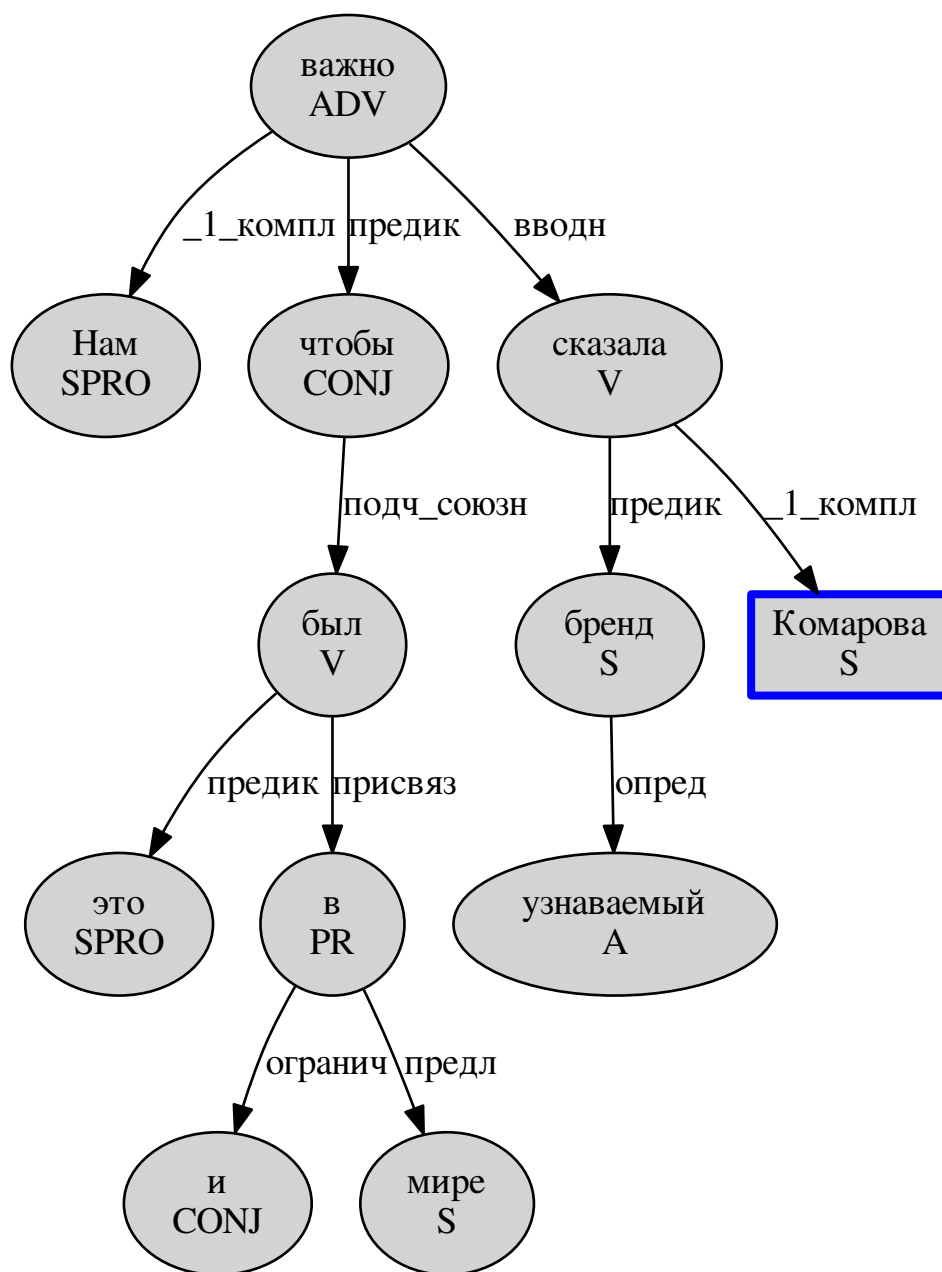 важно
ADV
_1_компл
предик
вводн
Нам
SPRO
чтобы
CONJ
сказала
V
подч_союзн
предик
_1_компл
был
V
бренд
S
Комарова
S
предик
присвяз
опред
это
SPRO
в
PR
узнаваемый
A
огранич
предл
и
CONJ
мире
S